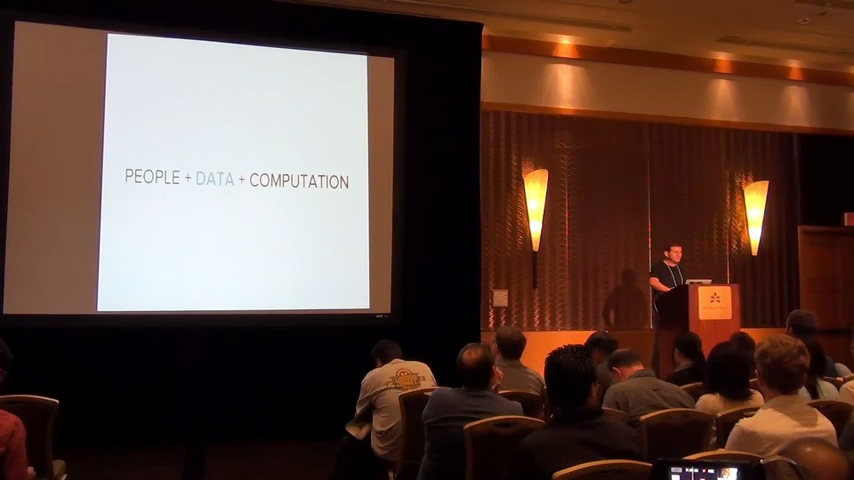 PEOPLE + DATA + COMPUTATION